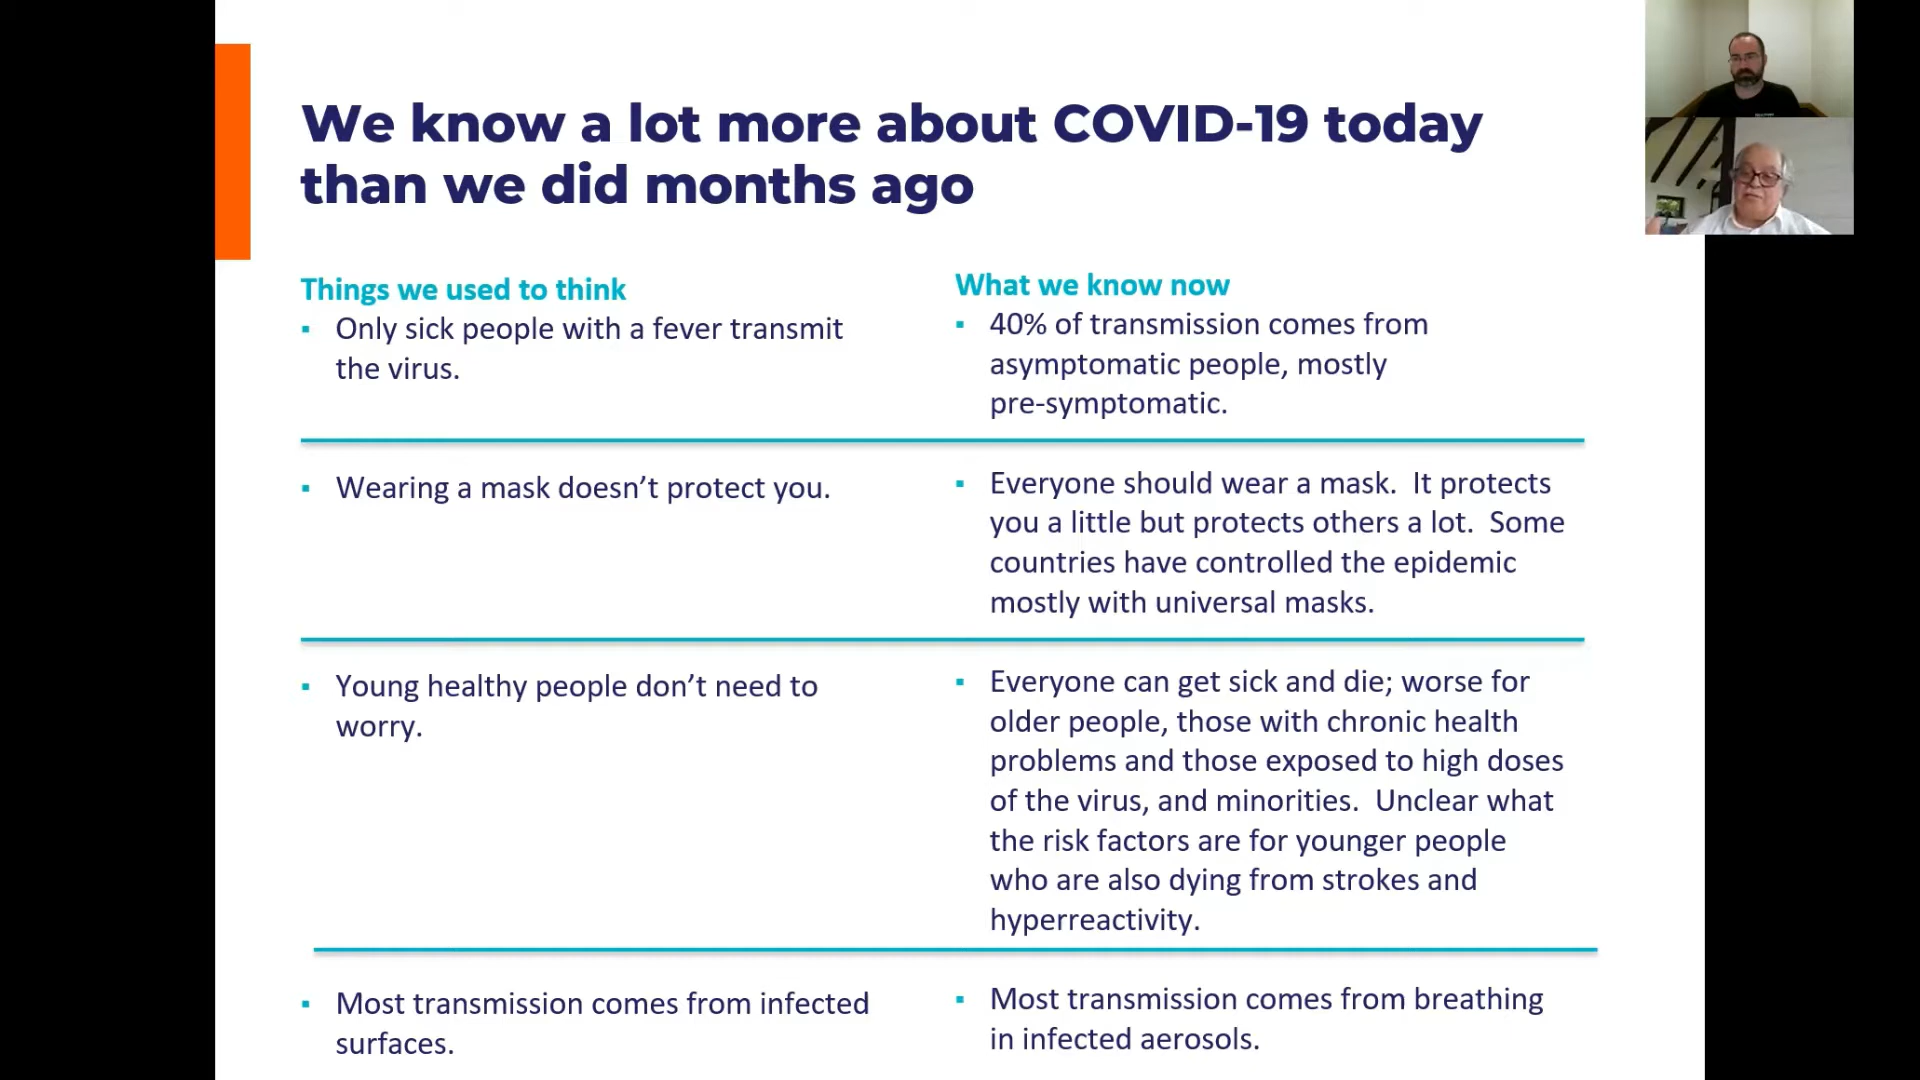 We know a lot more about COVID-19 today
than we did months ago
Things we used to think
▪ Only sick people with a fever transmit
the virus.
What we know now
▪ 40% of transmission comes from
asymptomatic people, mostly
pre-symptomatic.
▪ Wearing a mask doesn’t protect you.
▪ Everyone should wear a mask.  It protects
you a little but protects others a lot.  Some
countries have controlled the epidemic
mostly with universal masks.
▪ Young healthy people don’t need to
worry.
▪ Everyone can get sick and die; worse for
older people, those with chronic health
problems and those exposed to high doses
of the virus, and minorities.  Unclear what
the risk factors are for younger people
who are also dying from strokes and
hyperreactivity.
▪ Most transmission comes from infected
surfaces.
▪ Most transmission comes from breathing
in infected aerosols.